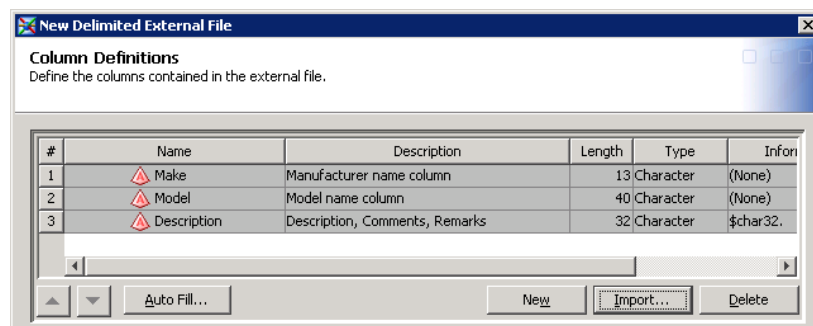 New Delimited External File
Column Definitions
Define the columns contained in the external file.
# Name Description Length Type Infor
1 Make Manufacturer name column 13 Character (None)
2 Model Model name column 40 Character (None)
3 Description Description, Comments, Remarks 32 Character $char32.
Auto Fill... New Import... Delete